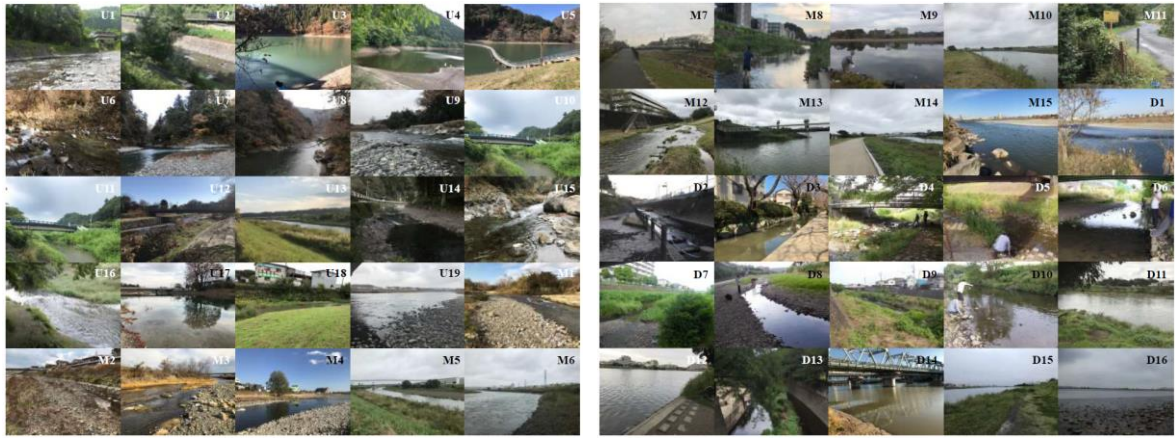 U1 U2 U3 U4 U5
U6 U7 U8 U9 U10
U11 U12 U13 U14 U15
U16 U17 U18 U19 M1
M2 M3 M4 M5 M6
M7 M8 M9 M10 M11
M12 M13 M14 M15 D1
D2 D3 D4 D5 D6
D7 D8 D9 D10 D11
D12 D13 D14 D15 D16